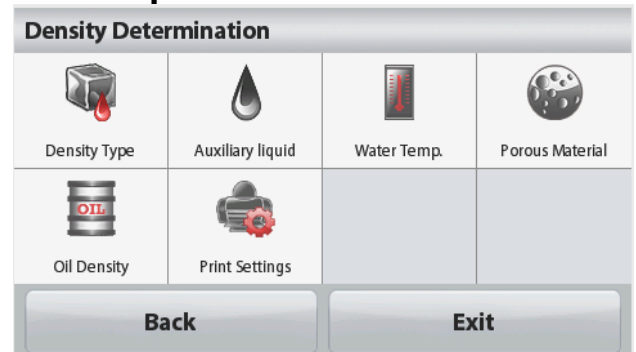 Density Determination
Density Type
Auxiliary liquid
Water Temp.
Porous Material
OIL
Oil Density
Print Settings
Back
Exit